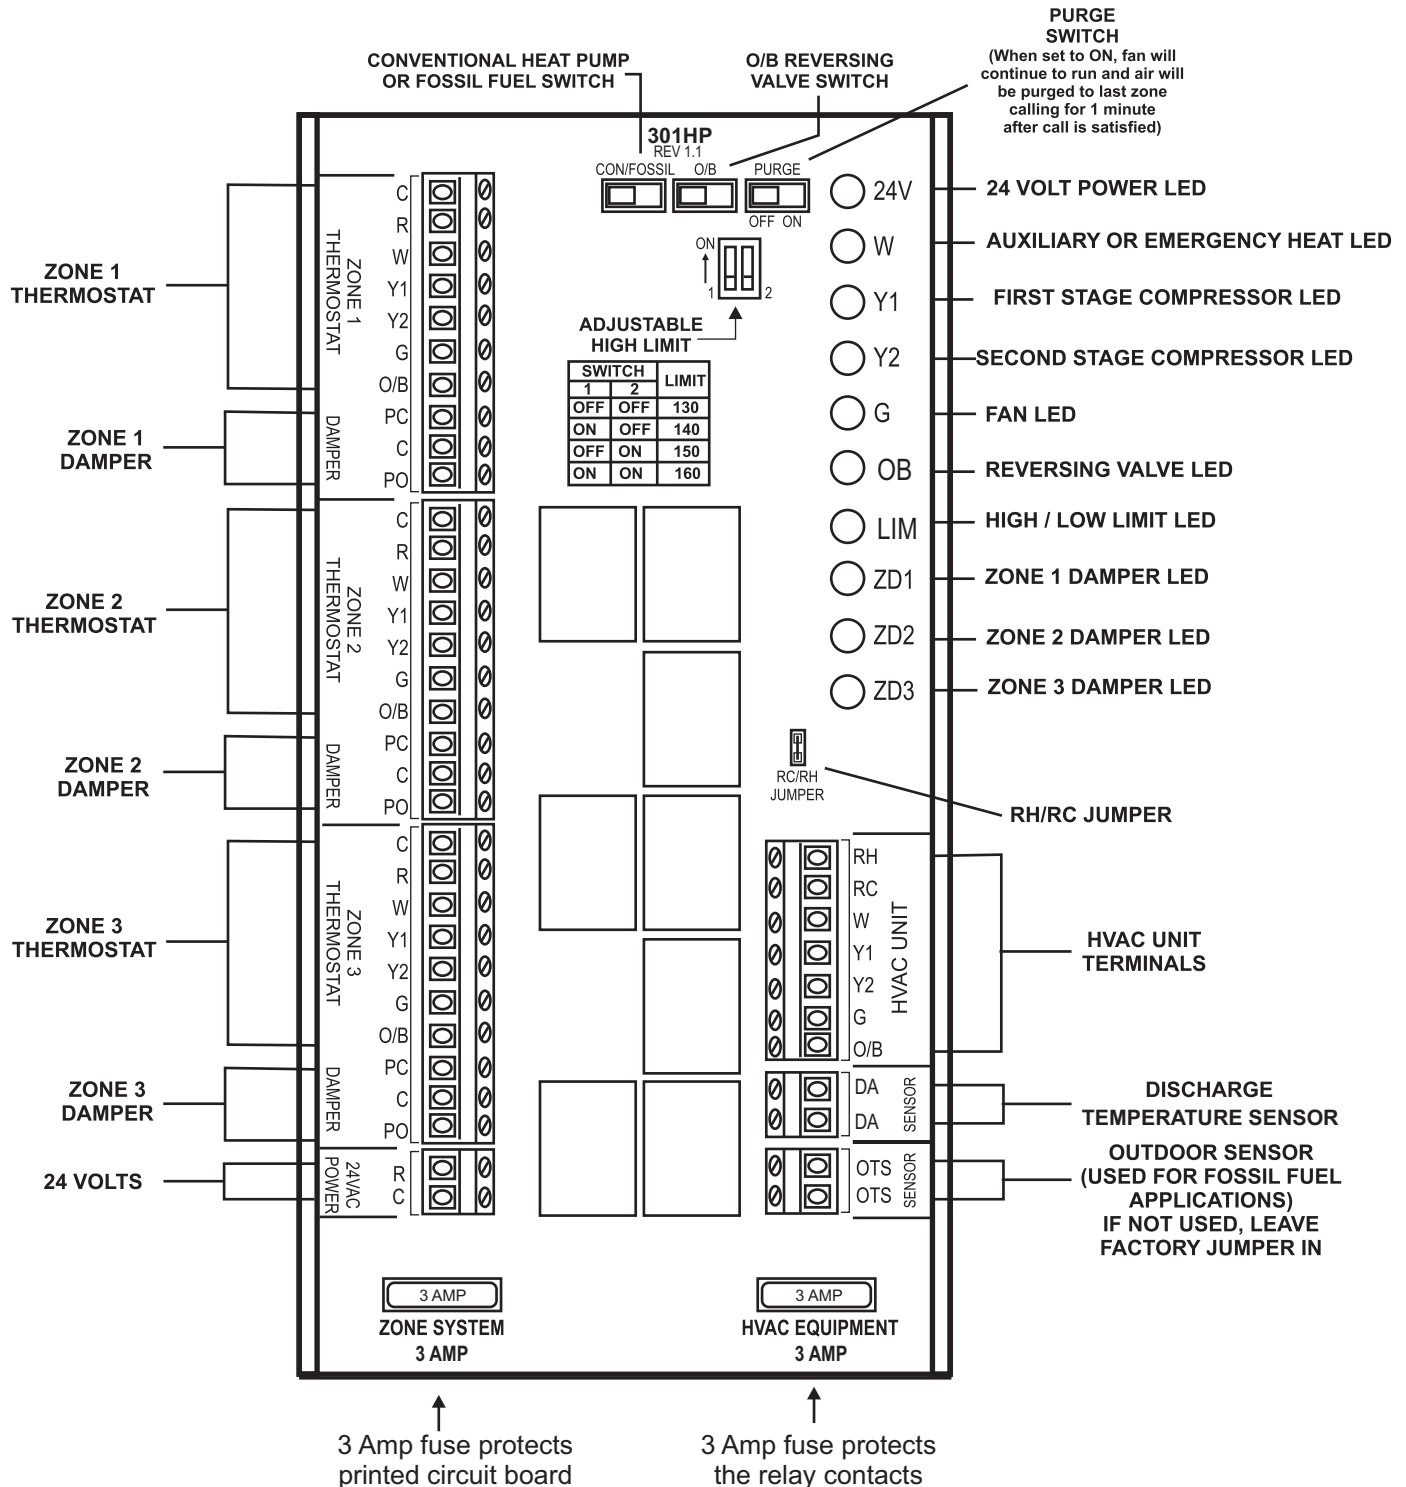 PURGE
SWITCH
(When set to ON, fan will
continue to run and air will
be purged to last zone
calling for 1 minute
after call is satisfied)
CONVENTIONAL HEAT PUMP
OR FOSSIL FUEL SWITCH
O/B REVERSING
VALVE SWITCH
301HP
REV 1.1
CON/FOSSIL
O/B
PURGE
OFF ON
ON
1
2
ADJUSTABLE
HIGH LIMIT
SWITCH LIMIT
1 2
OFF OFF 130
ON OFF 140
OFF ON 150
ON ON 160
ZONE 1
THERMOSTAT
ZONE 1
THERMOSTAT
C
R
W
Y1
Y2
G
O/B
ZONE 1
DAMPER
DAMPER
PC
C
PO
ZONE 2
THERMOSTAT
ZONE 2
THERMOSTAT
C
R
W
Y1
Y2
G
O/B
ZONE 2
DAMPER
DAMPER
PC
C
PO
ZONE 3
THERMOSTAT
ZONE 3
THERMOSTAT
C
R
W
Y1
Y2
G
O/B
ZONE 3
DAMPER
DAMPER
PC
C
PO
24 VOLTS
24VAC
POWER
R
C
24V
24 VOLT POWER LED
W
AUXILIARY OR EMERGENCY HEAT LED
Y1
FIRST STAGE COMPRESSOR LED
Y2
SECOND STAGE COMPRESSOR LED
G
FAN LED
OB
REVERSING VALVE LED
LIM
HIGH / LOW LIMIT LED
ZD1
ZONE 1 DAMPER LED
ZD2
ZONE 2 DAMPER LED
ZD3
ZONE 3 DAMPER LED
RC/RH
JUMPER
RH/RC JUMPER
RH
RC
W
Y1
Y2
G
O/B
HVAC UNIT
HVAC UNIT
TERMINALS
DA
DA
SENSOR
DISCHARGE
TEMPERATURE SENSOR
OTS
OTS
SENSOR
OUTDOOR SENSOR
(USED FOR FOSSIL FUEL
APPLICATIONS)
IF NOT USED, LEAVE
FACTORY JUMPER IN
3 AMP
ZONE SYSTEM
3 AMP
3 AMP
HVAC EQUIPMENT
3 AMP
3 Amp fuse protects
printed circuit board
3 Amp fuse protects
the relay contacts